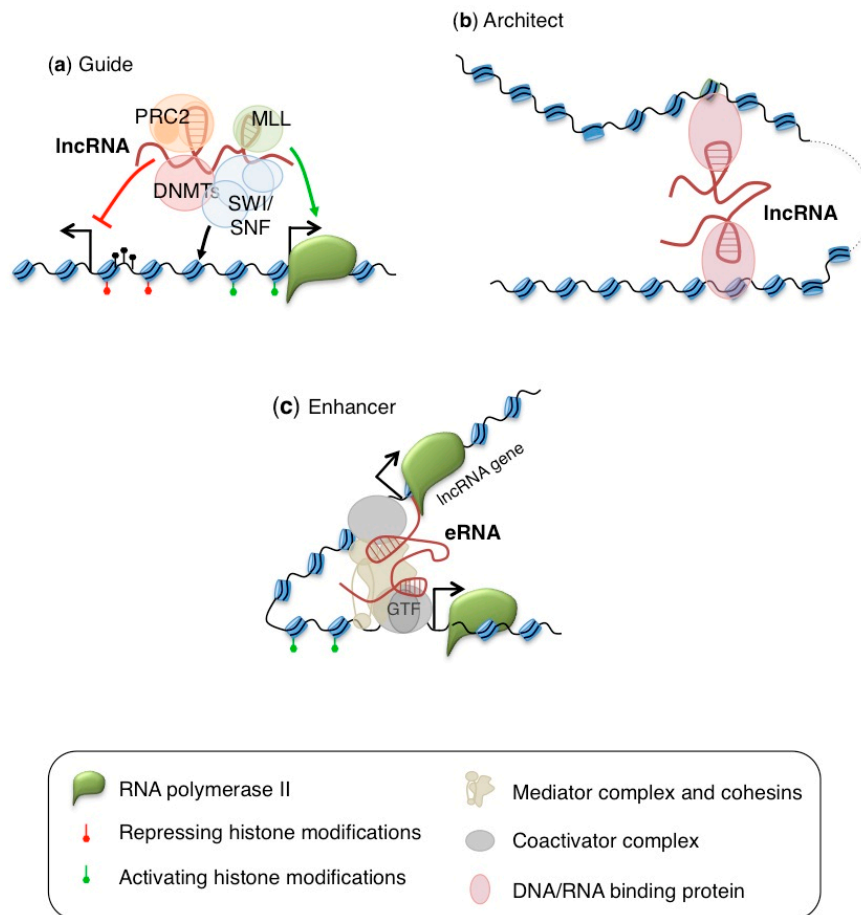 (a) Guide
PRC2
MLL
lncRNA
DNMTs
SWI/
SNF
(b) Architect
lncRNA
(c) Enhancer
lncRNA gene
eRNA
GTF
RNA polymerase II
Repressing histone modifications
Activating histone modifications
Mediator complex and cohesins
Coactivator complex
DNA/RNA binding protein